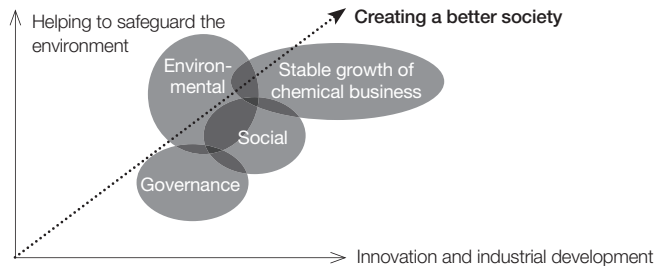 Helping to safeguard the
environment
Creating a better society
Environ-
mental
Stable growth of
chemical business
Social
Governance
Innovation and industrial development